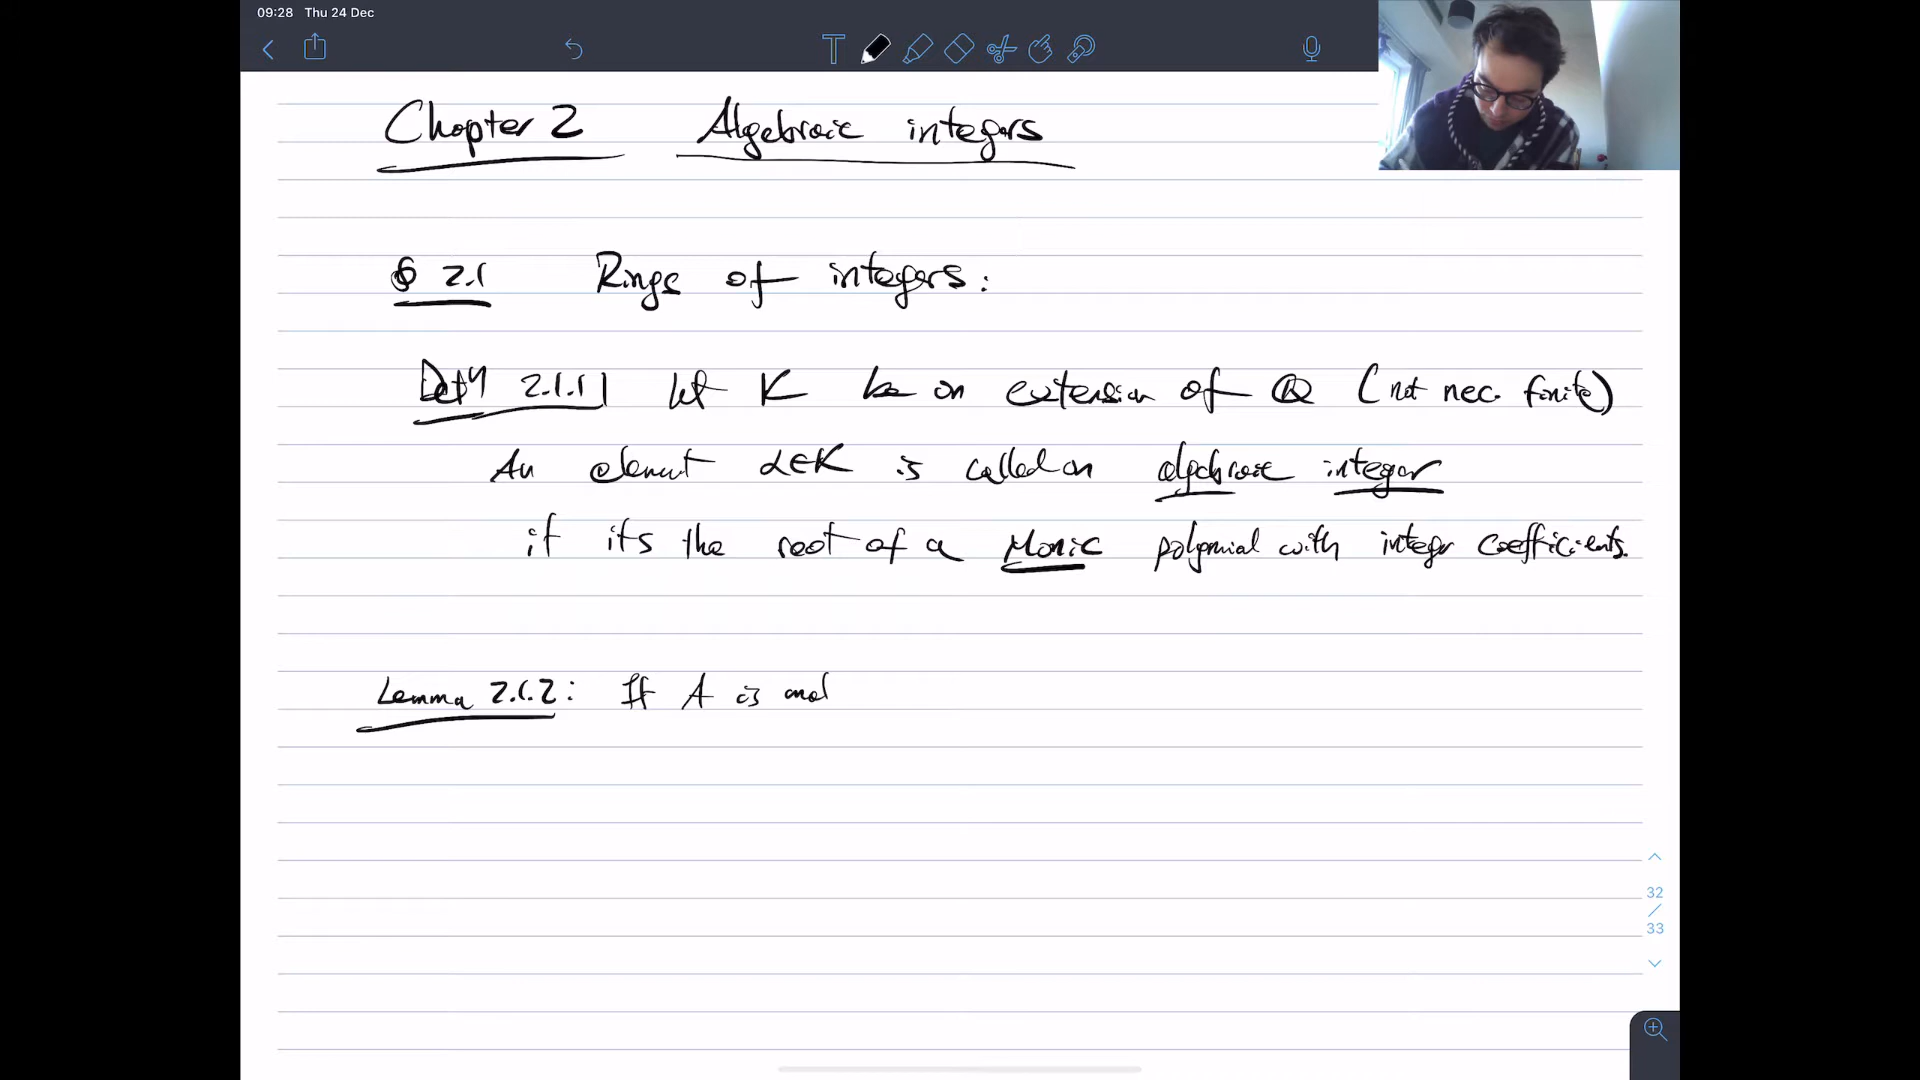 09:28 Thu 24 Dec
Chapter 2 Algebraic integers
§ 2.1 Rings of integers:
Defn 2.1.1 Let K be an extension of ℚ (not nec. finite)
An element α∈K is called an algebraic integer
if its the root of a Monic polynomial with integer coefficients.
Lemma 2.1.2: If A is and
32
/
33